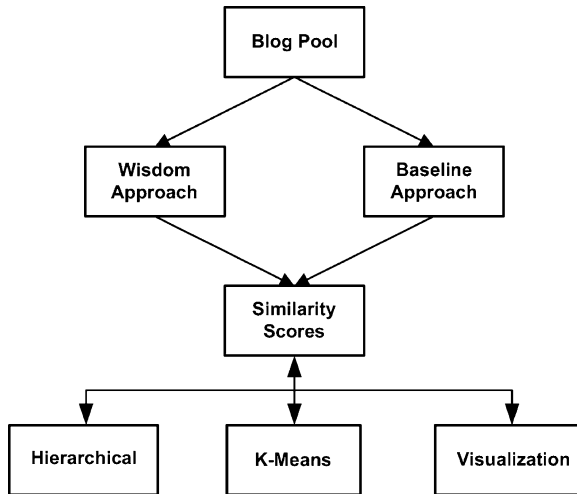 Blog Pool
Wisdom
Approach
Baseline
Approach
Similarity
Scores
Hierarchical
K-Means
Visualization